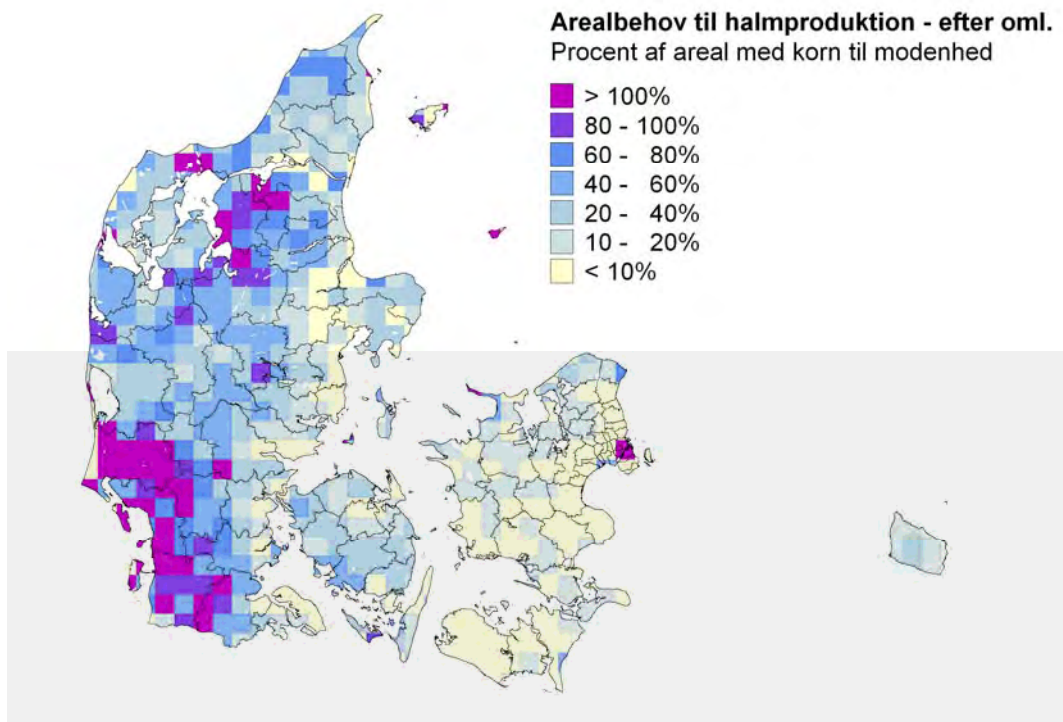 Arealbehov til halmproduktion - efter oml.
Procent af areal med korn til modenhed
> 100%
80 - 100%
60 - 80%
40 - 60%
20 - 40%
10 - 20%
< 10%